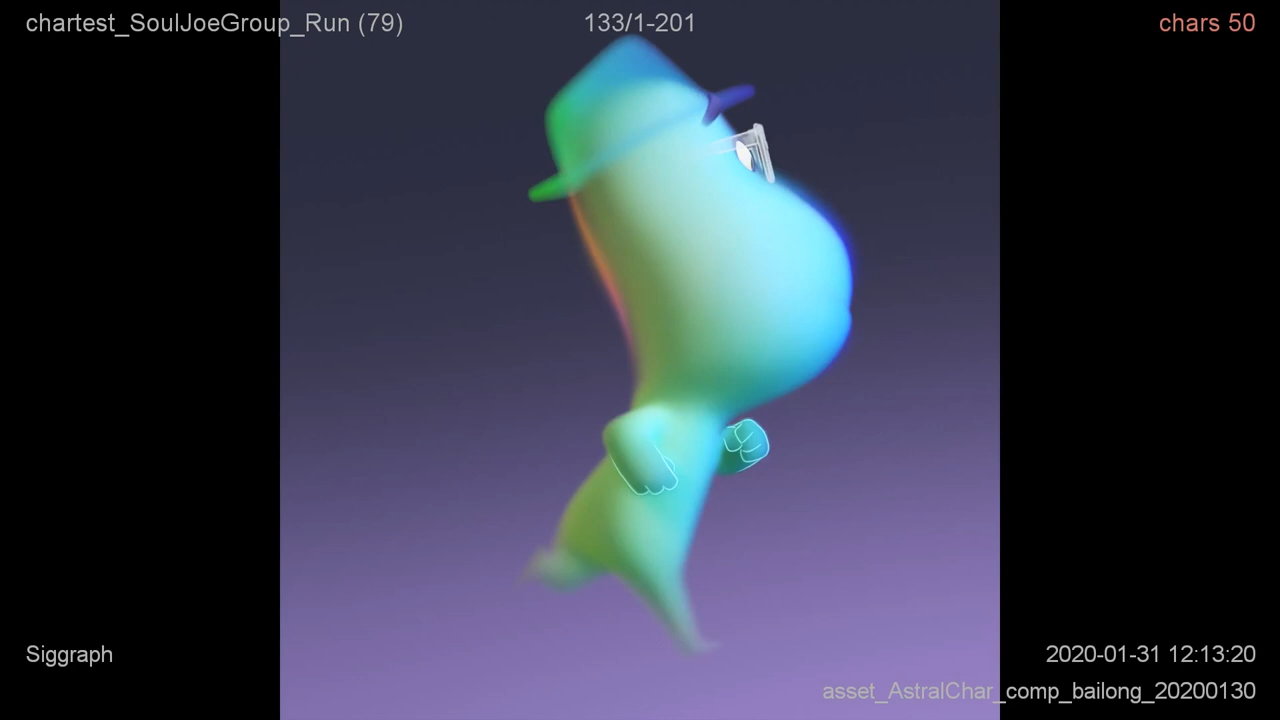 chartest_SoulJoeGroup_Run (79)
133/1-201
chars 50
Siggraph
2020-01-31 12:13:20
asset_AstralChar_comp_bailong_20200130